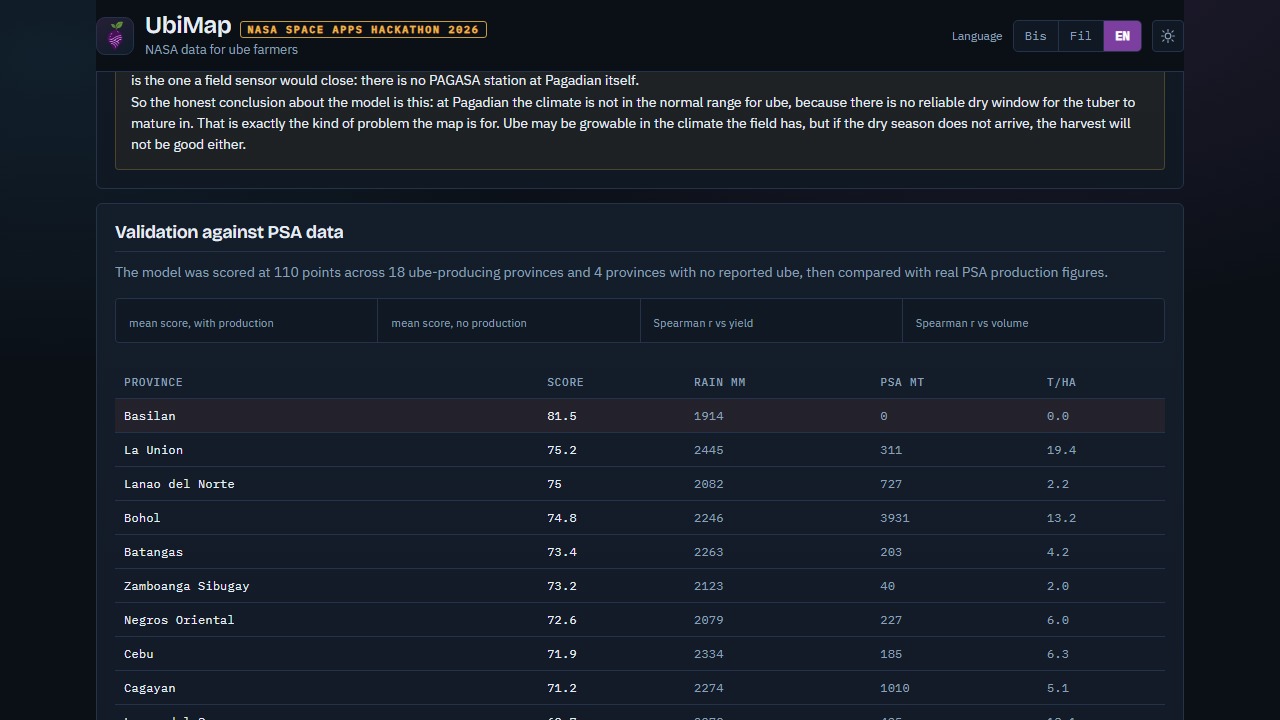 UbiMap NASA SPACE APPS HACKATHON 2026
NASA data for ube farmers
Language Bis Fil EN
is the one a field sensor would close: there is no PAGASA station at Pagadian itself.
So the honest conclusion about the model is this: at Pagadian the climate is not in the normal range for ube, because there is no reliable dry window for the tuber to
mature in. That is exactly the kind of problem the map is for. Ube may be growable in the climate the field has, but if the dry season does not arrive, the harvest will
not be good either.
Validation against PSA data
The model was scored at 110 points across 18 ube-producing provinces and 4 provinces with no reported ube, then compared with real PSA production figures.
mean score, with production mean score, no production Spearman r vs yield Spearman r vs volume
PROVINCE SCORE RAIN MM PSA MT T/HA
Basilan 81.5 1914 0 0.0
La Union 75.2 2445 311 19.4
Lanao del Norte 75 2082 727 2.2
Bohol 74.8 2246 3931 13.2
Batangas 73.4 2263 203 4.2
Zamboanga Sibugay 73.2 2123 40 2.0
Negros Oriental 72.6 2079 227 6.0
Cebu 71.9 2334 185 6.3
Cagayan 71.2 2274 1010 5.1